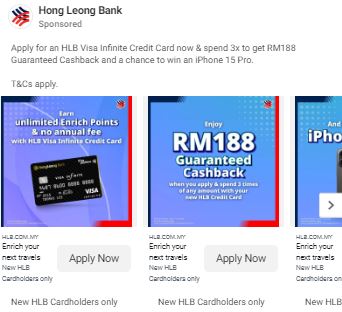 Hong Leong Bank
Sponsored
Apply for an HLB Visa Infinite Credit Card now & spend 3x to get RM188
Guaranteed Cashback and a chance to win an iPhone 15 Pro.
T&Cs apply.
Earn
unlimited Enrich Points
& no annual fee
with HLB Visa Infinite Credit Card
VISA
HLB.COM.MY
Enrich your
next travels
New HLB
Cardholders only
Apply Now
New HLB Cardholders only
Enjoy
RM188
Guaranteed
Cashback
when you apply & spend 3 times
of any amount with your
new HLB Credit Card
HLB.COM.MY
Enrich your
next travels
New HLB
Cardholders only
Apply Now
New HLB Cardholders only
And
iPho
HLB.COM.MY
Enrich your
next travels
New HLB
Cardholders
New HLB